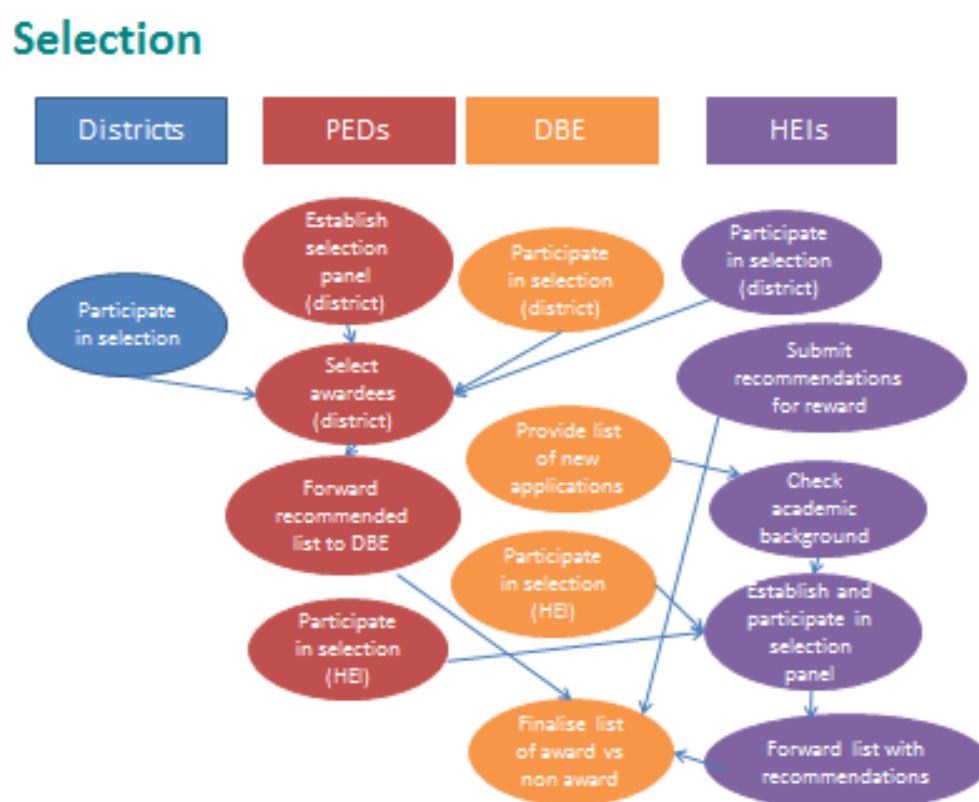 Selection
Districts
PEDs
DBE
HEIs
Establish
selection
panel
(district)
Participate
in selection
(district)
Participate
in selection
(district)
Participate
in selection
Select
awardees
(district)
Submit
recommendations
for reward
Provide list
of new
applications
Forward
recommended
list to DBE
Check
academic
background
Participate
in selection
(HEI)
Establish and
participate in
selection
panel
Participate
in selection
(HEI)
Finalise list
of award vs
non award
Forward list with
recommendations